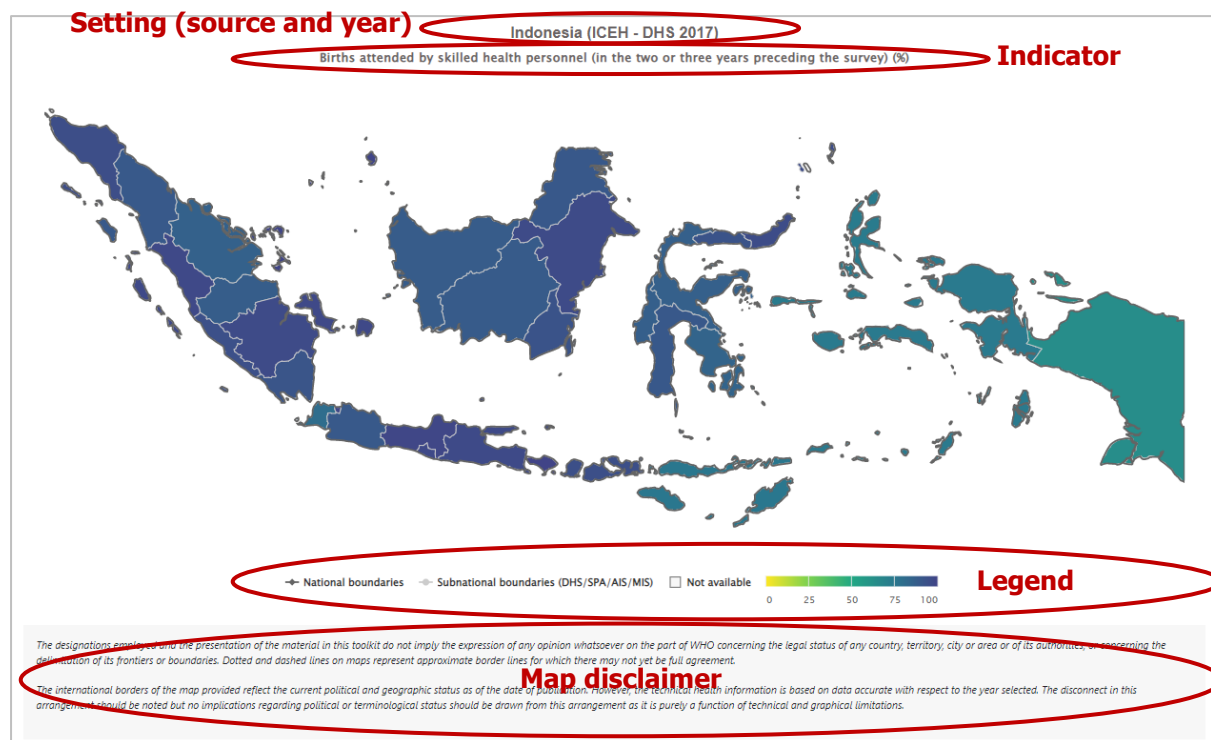 Setting (source and year)
Indonesia (ICEH - DHS 2017)
Births attended by skilled health personnel (in the two or three years preceding the survey) (%)
Indicator
National boundaries
Subnational boundaries (DHS/SPA/AIS/MIS)
Not available
0 25 50 75 100
Legend
The designations employed and the presentation of the material in this toolkit do not imply the expression of any opinion whatsoever on the part of WHO concerning the legal status of any country, territory, city or area or of its authorities, or concerning the
delimitation of its frontiers or boundaries. Dotted and dashed lines on maps represent approximate border lines for which there may not yet be full agreement.
Map disclaimer
The international borders of the map provided reflect the current political and geographic status as of the date of publication. However, the technical health information is based on data accurate with respect to the year selected. The disconnect in this
arrangement should be noted but no implications regarding political or terminological status should be drawn from this arrangement as it is purely a function of technical and graphical limitations.